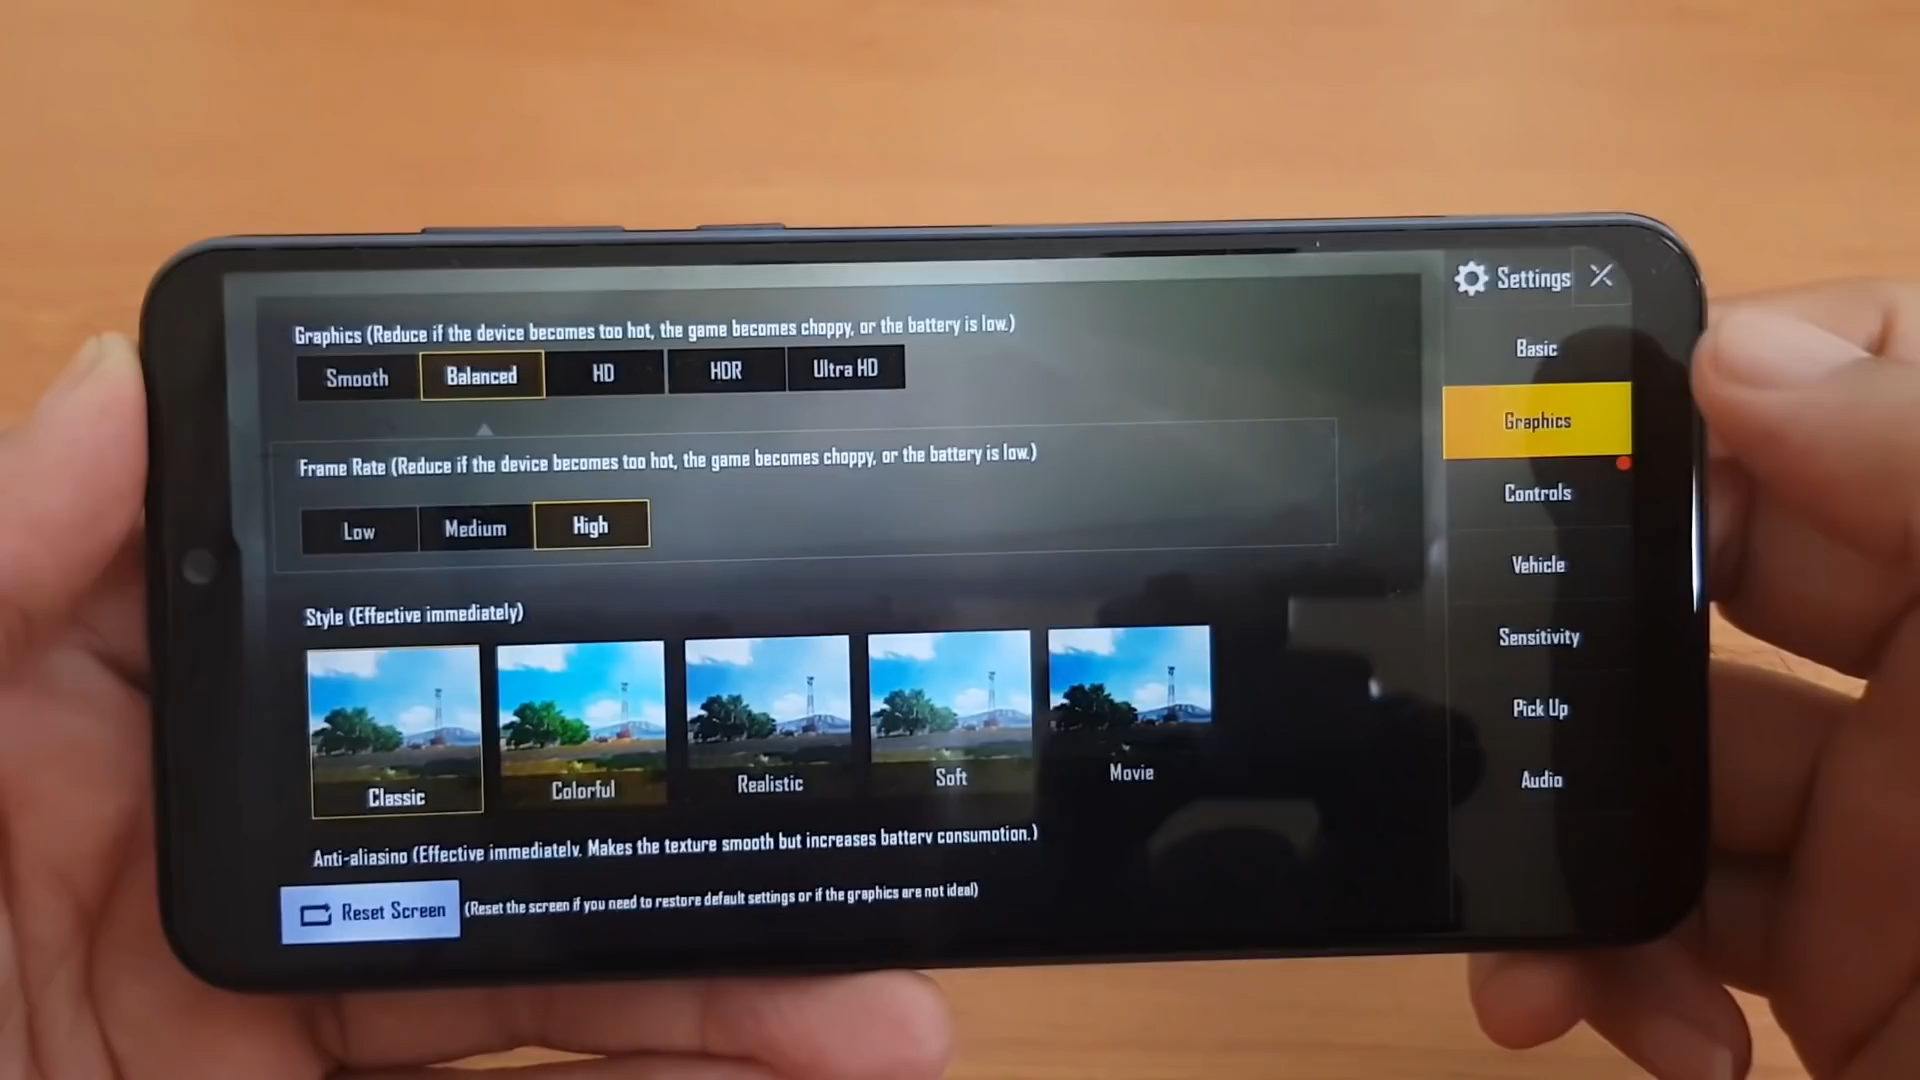 Graphics (Reduce if the device becomes too hot, the game becomes choppy, or the battery is low.)
Smooth Balanced HD HDR Ultra HD
Frame Rate (Reduce if the device becomes too hot, the game becomes choppy, or the battery is low.)
Low Medium High
Style (Effective immediately)
Classic Colorful Realistic Soft Movie
Anti-aliasing (Effective immediately. Makes the texture smooth but increases battery consumption.)
Reset Screen (Reset the screen if you need to restore default settings or if the graphics are not ideal)
Settings
Basic
Graphics
Controls
Vehicle
Sensitivity
Pick Up
Audio